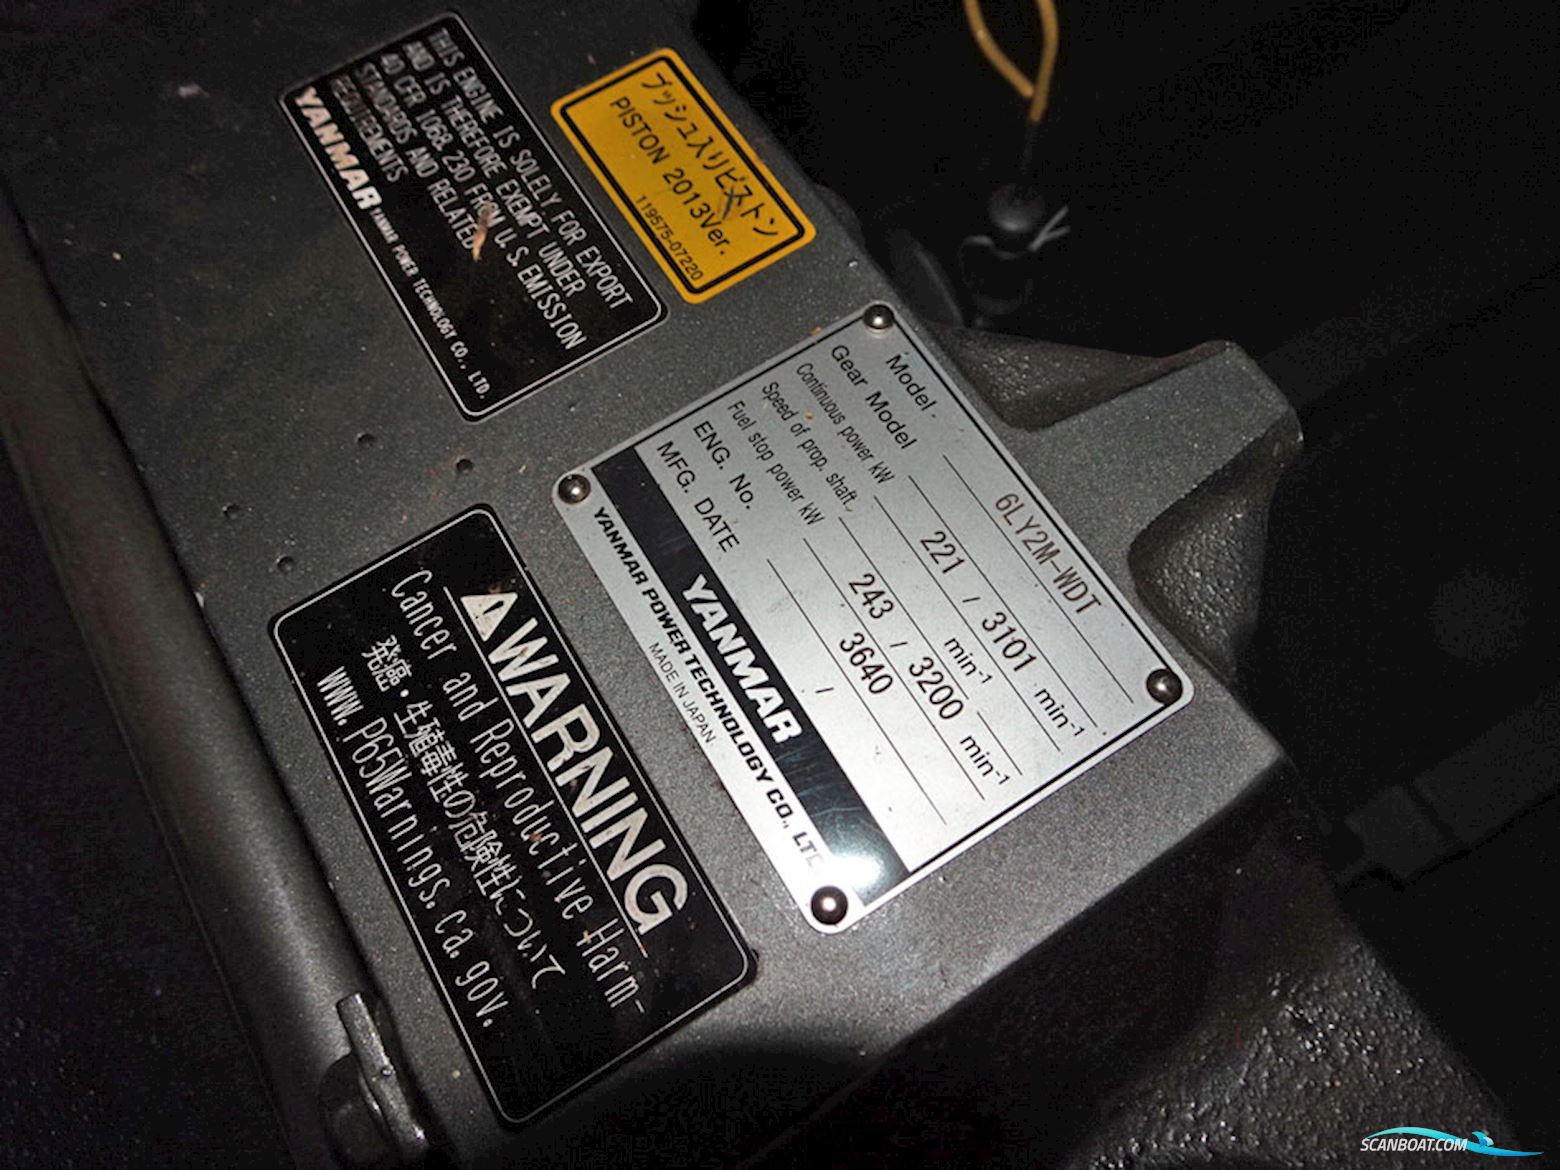 THIS ENGINE IS SOLELY FOR EXPORT
AND IS THEREFORE EXEMPT UNDER
40 CFR 1068.230 FROM U.S. EMISSION
STANDARDS AND RELATED
REQUIREMENTS
YANMAR YANMAR POWER TECHNOLOGY CO., LTD.
プッシュ入リピストン
PISTON 2013Ver.
119575-07220
Model 6LY2M-WDT
Gear Model
Continuous power kW 221 / 3101 min-1
Speed of prop. shaft min-1
Fuel stop power kW 243 / 3200 min-1
ENG. No. 3640
MFG. DATE /
YANMAR
YANMAR POWER TECHNOLOGY CO., LTD
MADE IN JAPAN
WARNING
Cancer and Reproductive Harm-
発癌・生殖毒性の危険性について
www.P65Warnings.ca.gov.
SCANBOAT.COM